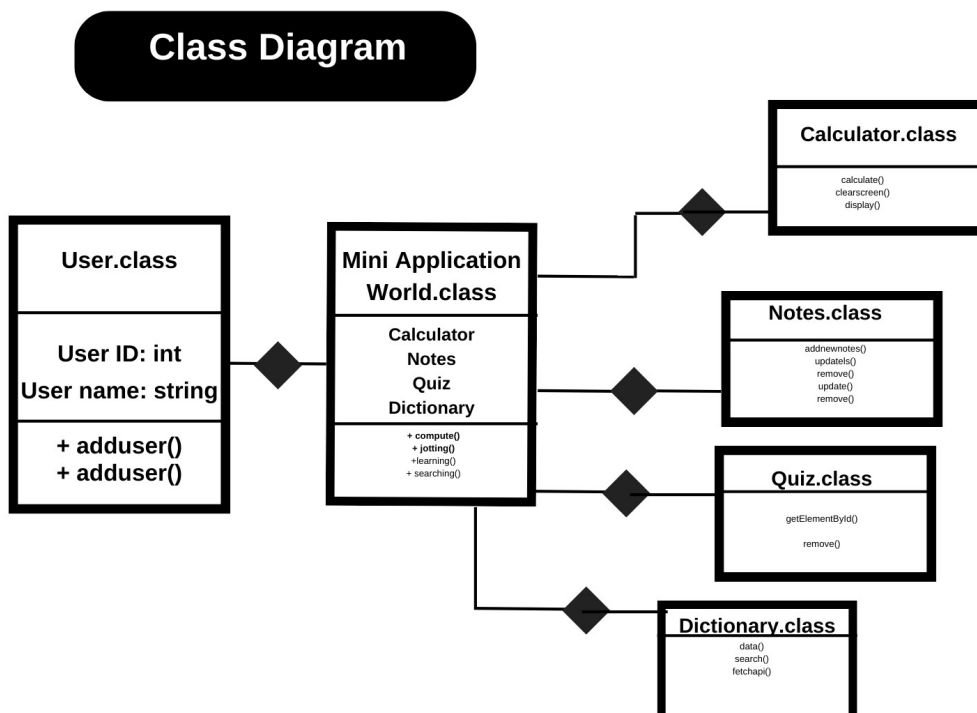 Class Diagram
User.class
User ID: int
User name: string
+ adduser()
+ adduser()
Mini Application
World.class
Calculator
Notes
Quiz
Dictionary
+ compute()
+ jotting()
+learning()
+ searching()
Calculator.class
calculate()
clearscreen()
display()
Notes.class
addnewnotes()
updatels()
remove()
update()
remove()
Quiz.class
getElementById()
remove()
Dictionary.class
data()
search()
fetchapi()